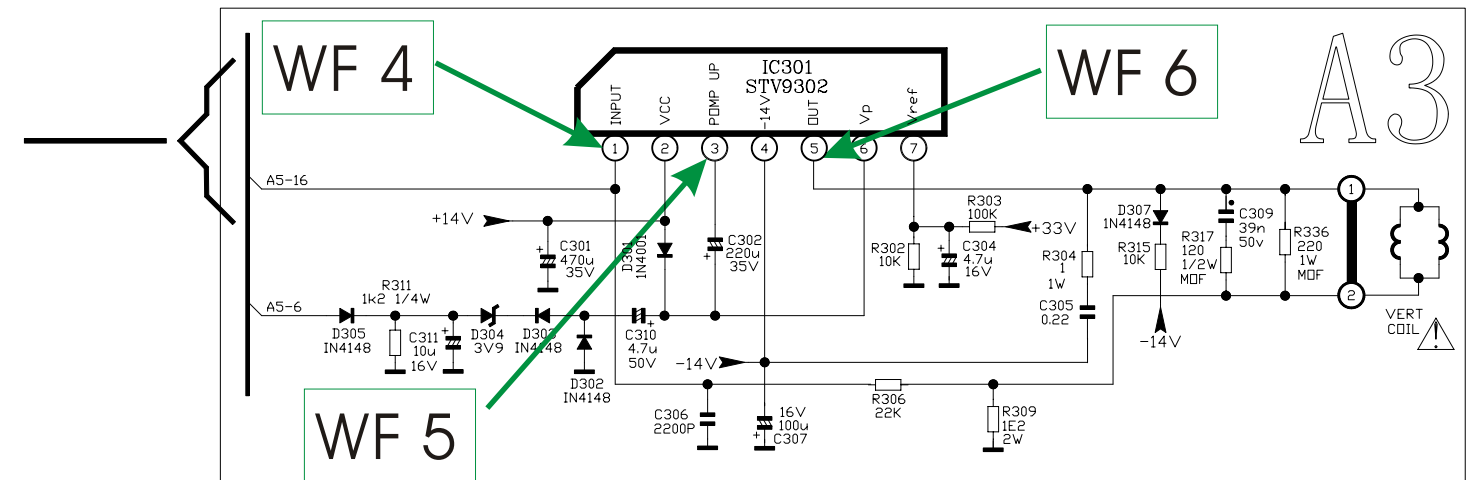 WF 4
WF 6
A3
IC301
STV9302
INPUT
VCC
POMP UP
-14V
OUT
Vp
Vref
1
2
3
4
5
6
7
A5-16
+14V
C301
470u
35V
D301
1N4001
C302
220u
35V
R302
10K
R303
100K
+33V
C304
4.7u
16V
R304
1
1W
C305
0.22
D307
1N4148
R315
10K
-14V
R317
120
1/2W
MOF
C309
39n
50v
R336
220
1W
MOF
1
2
VERT
COIL
A5-6
R311
1k2 1/4W
D305
IN4148
C311
10u
16V
D304
3V9
D303
IN4148
D302
IN4148
C310
4.7u
50V
-14V
WF 5
C306
2200P
16V
100u
C307
R306
22K
R309
1E2
2W